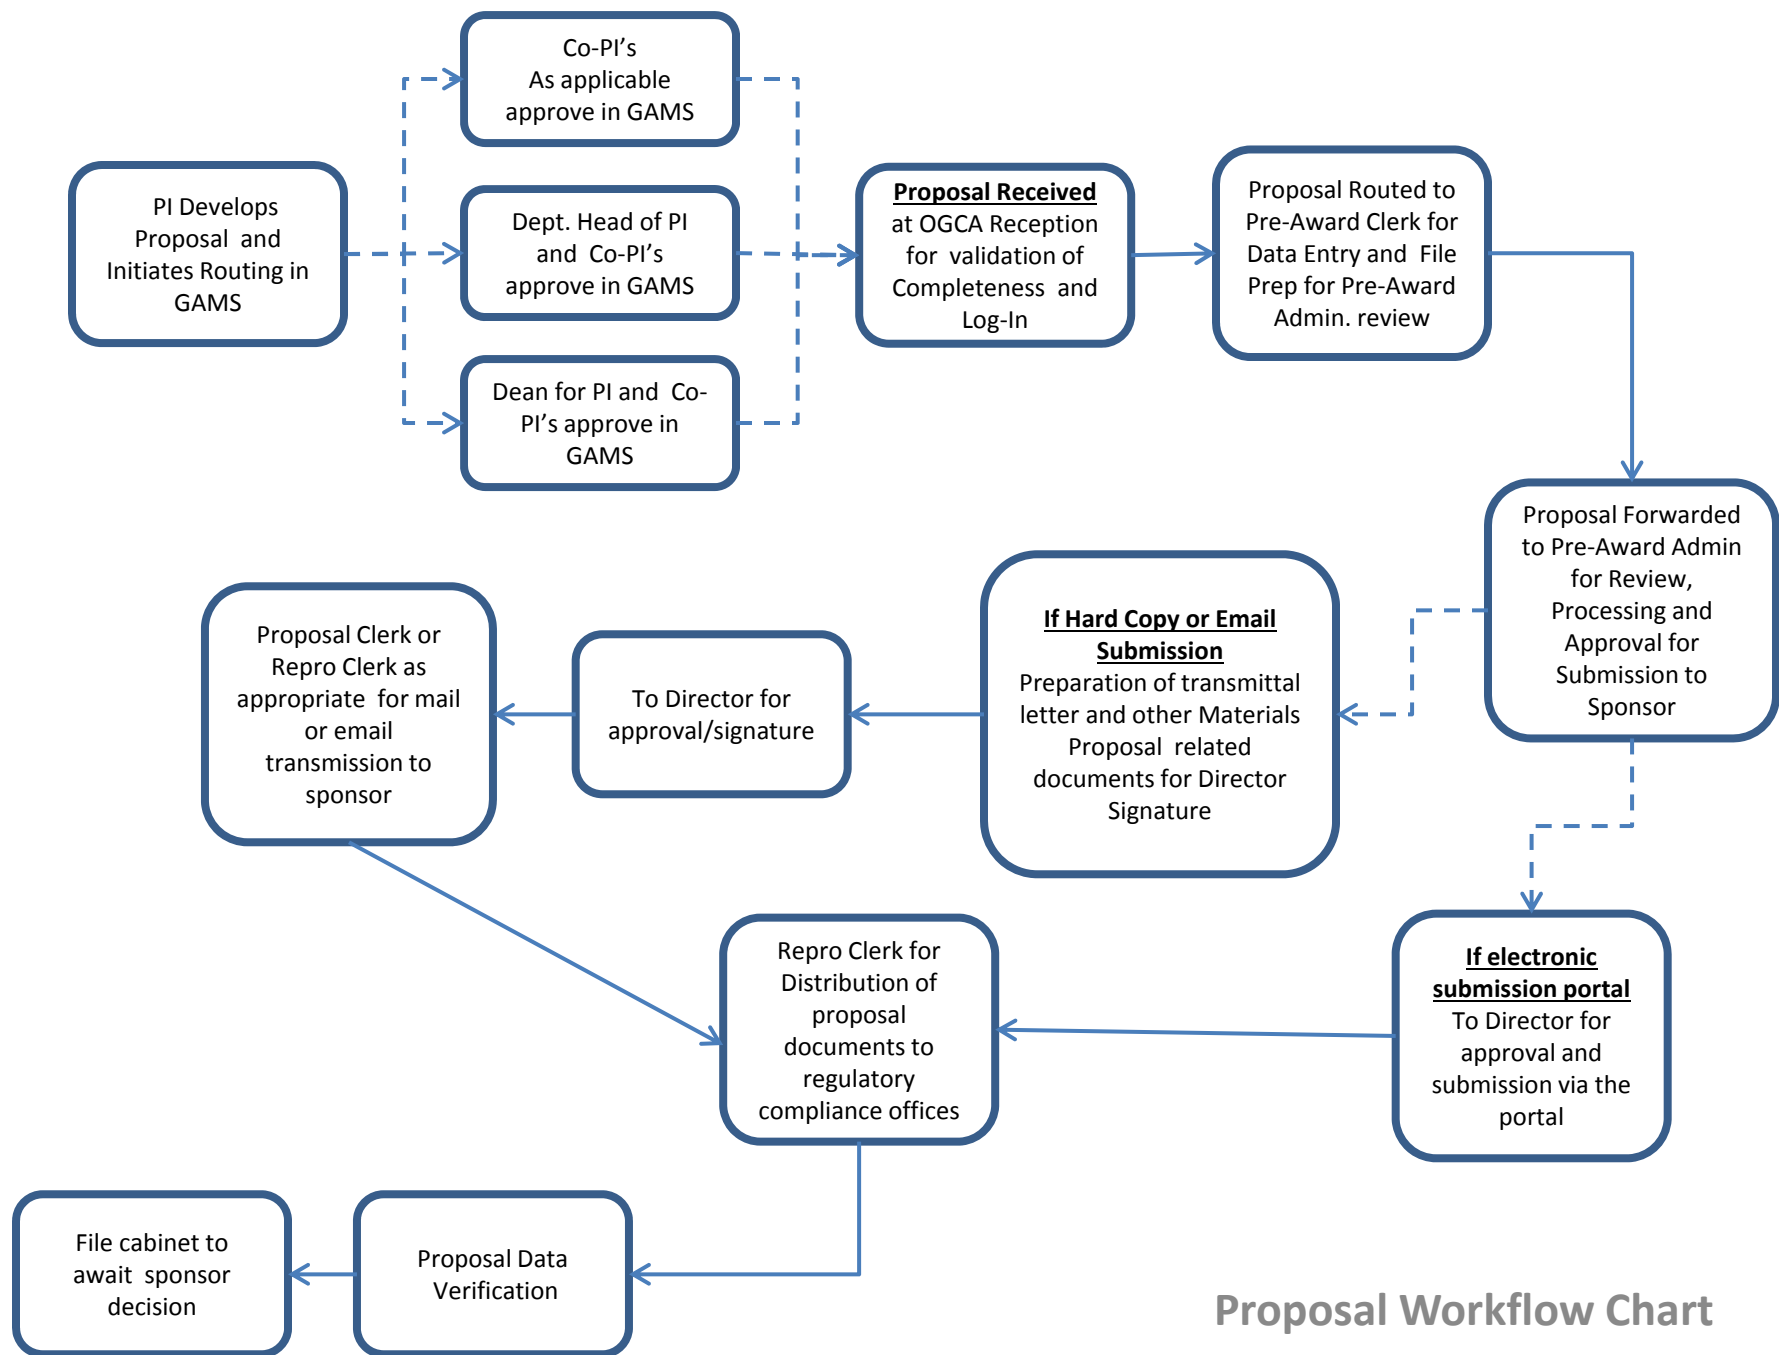 PI Develops
Proposal and
Initiates Routing in
GAMS
Co-PI's
As applicable
approve in GAMS
Dept. Head of PI
and Co-PI's
approve in GAMS
Dean for PI and Co-
PI's approve in
GAMS
Proposal Received
at OGCA Reception
for validation of
Completeness and
Log-In
Proposal Routed to
Pre-Award Clerk for
Data Entry and File
Prep for Pre-Award
Admin. review
Proposal Forwarded
to Pre-Award Admin
for Review,
Processing and
Approval for
Submission to
Sponsor
If Hard Copy or Email
Submission
Preparation of transmittal
letter and other Materials
Proposal related
documents for Director
Signature
To Director for
approval/signature
Proposal Clerk or
Repro Clerk as
appropriate for mail
or email
transmission to
sponsor
If electronic
submission portal
To Director for
approval and
submission via the
portal
Repro Clerk for
Distribution of
proposal
documents to
regulatory
compliance offices
Proposal Data
Verification
File cabinet to
await sponsor
decision
Proposal Workflow Chart